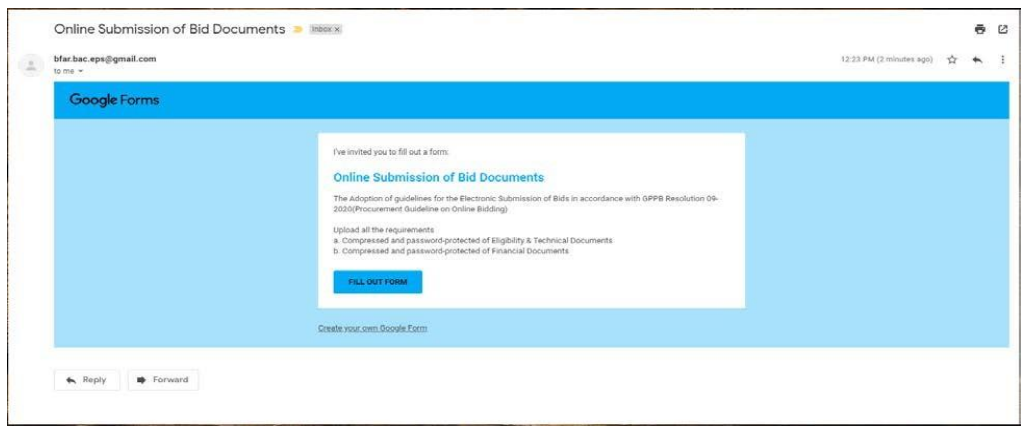 Online Submission of Bid Documents Inbox x
bfar.bac.eps@gmail.com 12:23 PM (2 minutes ago)
to me
Google Forms
I've invited you to fill out a form:
Online Submission of Bid Documents
The Adoption of guidelines for the Electronic Submission of Bids in accordance with GPPB Resolution 09-
2020(Procurement Guideline on Online Bidding)
Upload all the requirements
a. Compressed and password-protected of Eligibility & Technical Documents
b. Compressed and password-protected of Financial Documents
FILL OUT FORM
Create your own Google Form
Reply Forward